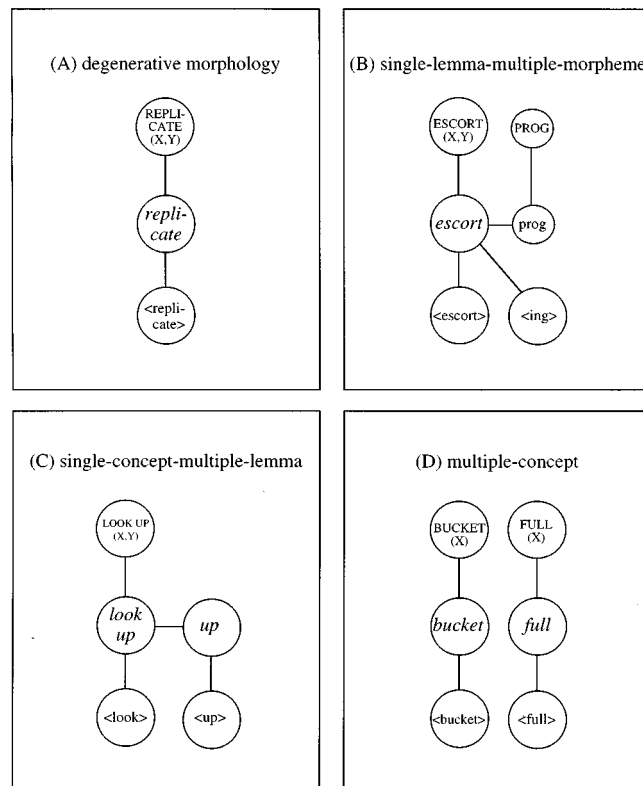 (A) degenerative morphology
REPLI-
CATE
(X,Y)
repli-
cate
<repli-
cate>
(B) single-lemma-multiple-morpheme
ESCORT
(X,Y)
PROG
escort
prog
<escort>
<ing>
(C) single-concept-multiple-lemma
LOOK UP
(X,Y)
look
up
up
<look>
<up>
(D) multiple-concept
BUCKET
(X)
FULL
(X)
bucket
full
<bucket>
<full>